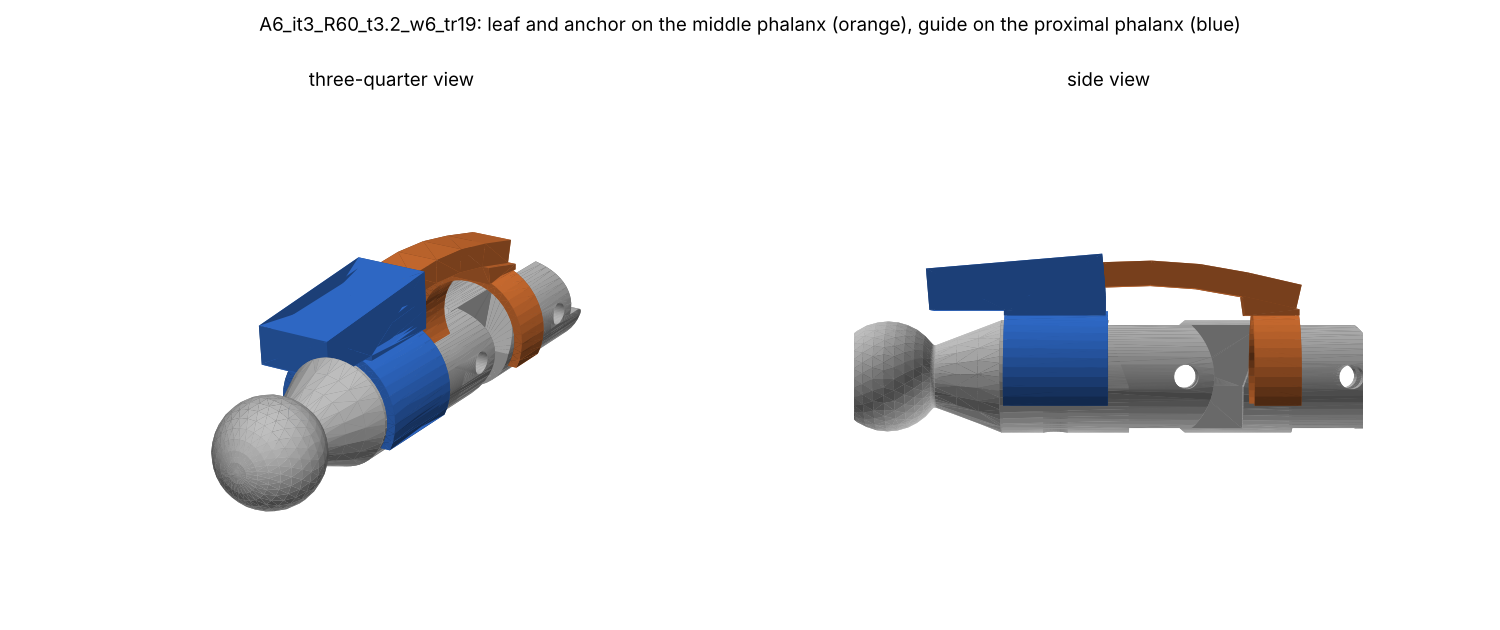 A6_it3_R60_t3.2_w6_tr19: leaf and anchor on the middle phalanx (orange), guide on the proximal phalanx (blue)
three-quarter view
side view